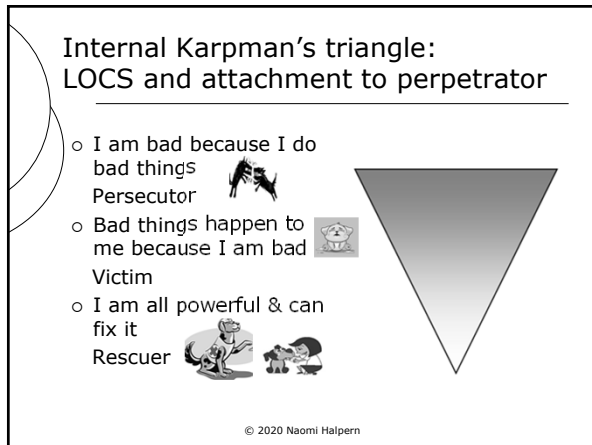 Internal Karpman's triangle:
LOCS and attachment to perpetrator
I am bad because I do
bad things
Persecutor
Bad things happen to
me because I am bad
Victim
I am all powerful & can
fix it
Rescuer
© 2020 Naomi Halpern